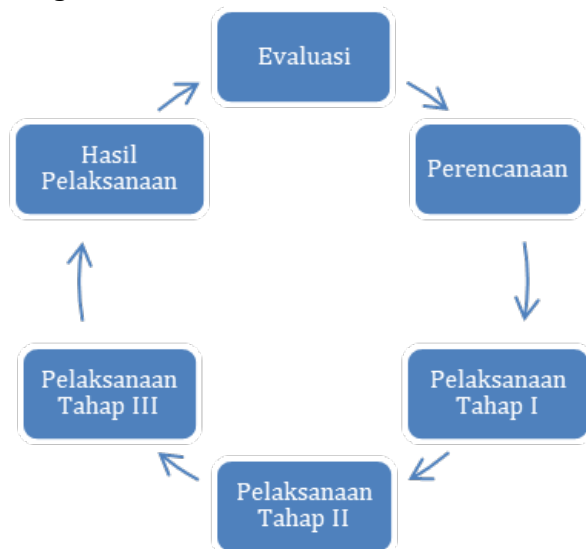 Evaluasi
Perencanaan
Pelaksanaan
Tahap I
Pelaksanaan
Tahap II
Pelaksanaan
Tahap III
Hasil
Pelaksanaan